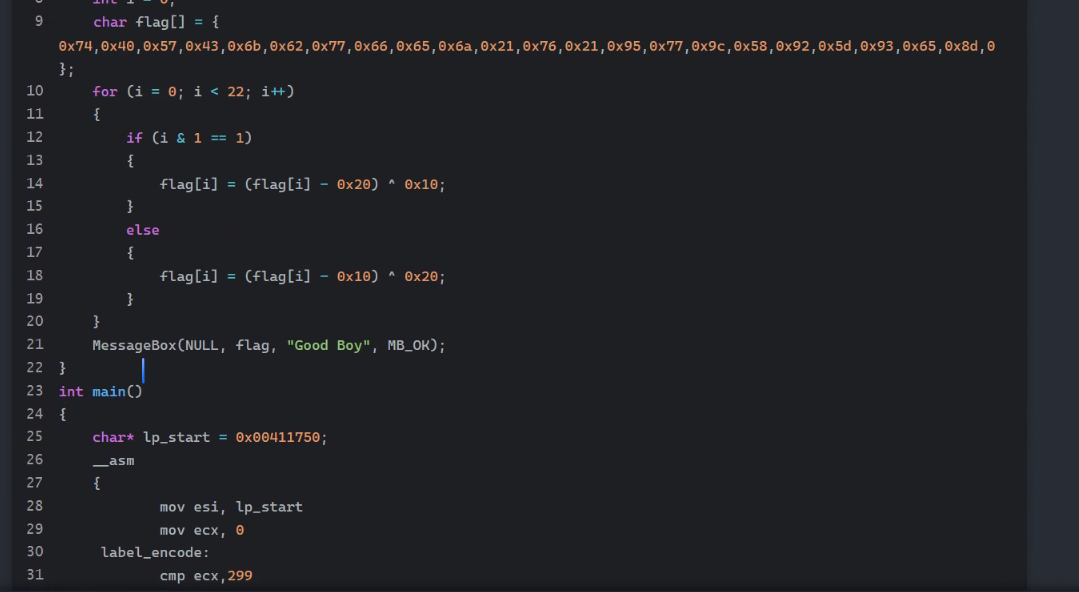 8 int i = 0;
9 char flag[] = {
0x74,0x40,0x57,0x43,0x6b,0x62,0x77,0x66,0x65,0x6a,0x21,0x76,0x21,0x95,0x77,0x9c,0x58,0x92,0x5d,0x93,0x65,0x8d,0
};
10 for (i = 0; i < 22; i++)
11 {
12 if (i & 1 == 1)
13 {
14 flag[i] = (flag[i] - 0x20) ^ 0x10;
15 }
16 else
17 {
18 flag[i] = (flag[i] - 0x10) ^ 0x20;
19 }
20 }
21 MessageBox(NULL, flag, "Good Boy", MB_OK);
22 }
23 int main()
24 {
25 char* lp_start = 0x00411750;
26 __asm
27 {
28 mov esi, lp_start
29 mov ecx, 0
30 label_encode:
31 cmp ecx,299